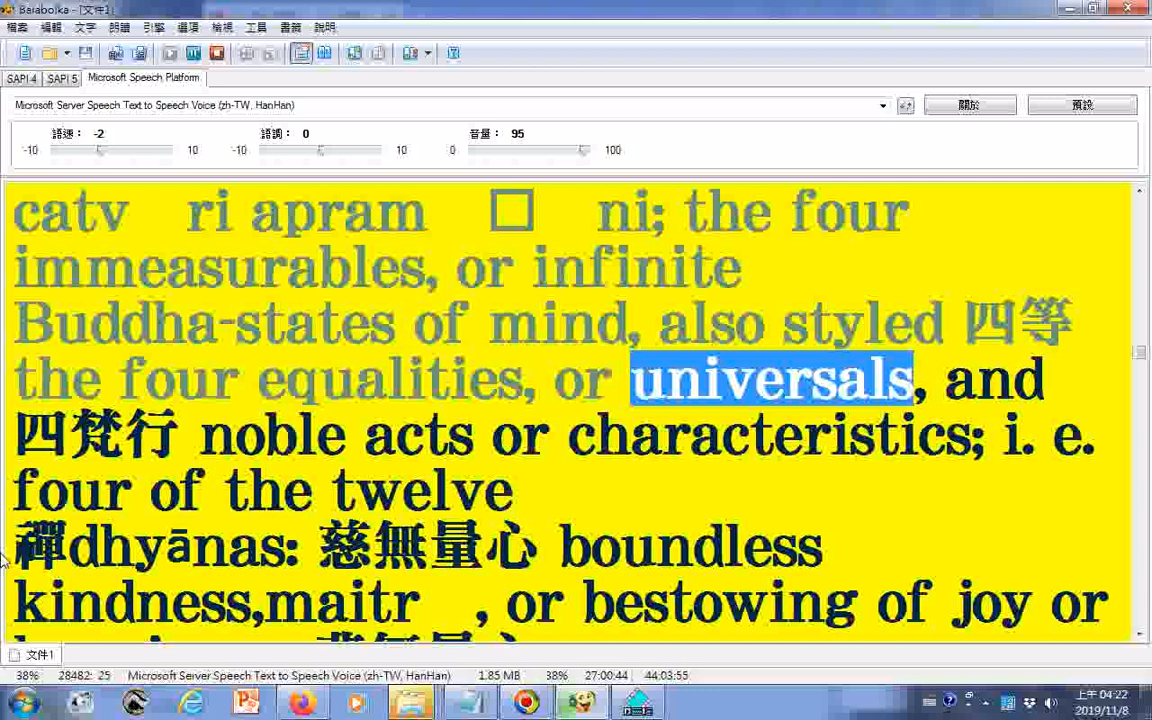 Balabolka - [文件1]
檔案 編輯 文字 朗讀 引擎 選項 檢視 工具 書籤 說明
SAPI 4 SAPI 5 Microsoft Speech Platform
Microsoft Server Speech Text to Speech Voice (zh-TW, HanHan) 關於 預設
語速： -2 語調： 0 音量： 95
-10 10 -10 10 0 100
catv ri apram □ ni; the four
immeasurables, or infinite
Buddha-states of mind, also styled 四等
the four equalities, or universals, and
四梵行 noble acts or characteristics; i. e.
four of the twelve
禪dhyānas: 慈無量心 boundless
kindness,maitr , or bestowing of joy or
文件1
38% 28482: 25 Microsoft Server Speech Text to Speech Voice (zh-TW, HanHan) 1.85 MB 38% 27:00:44 44:03:55
上午 04:22
2019/11/8